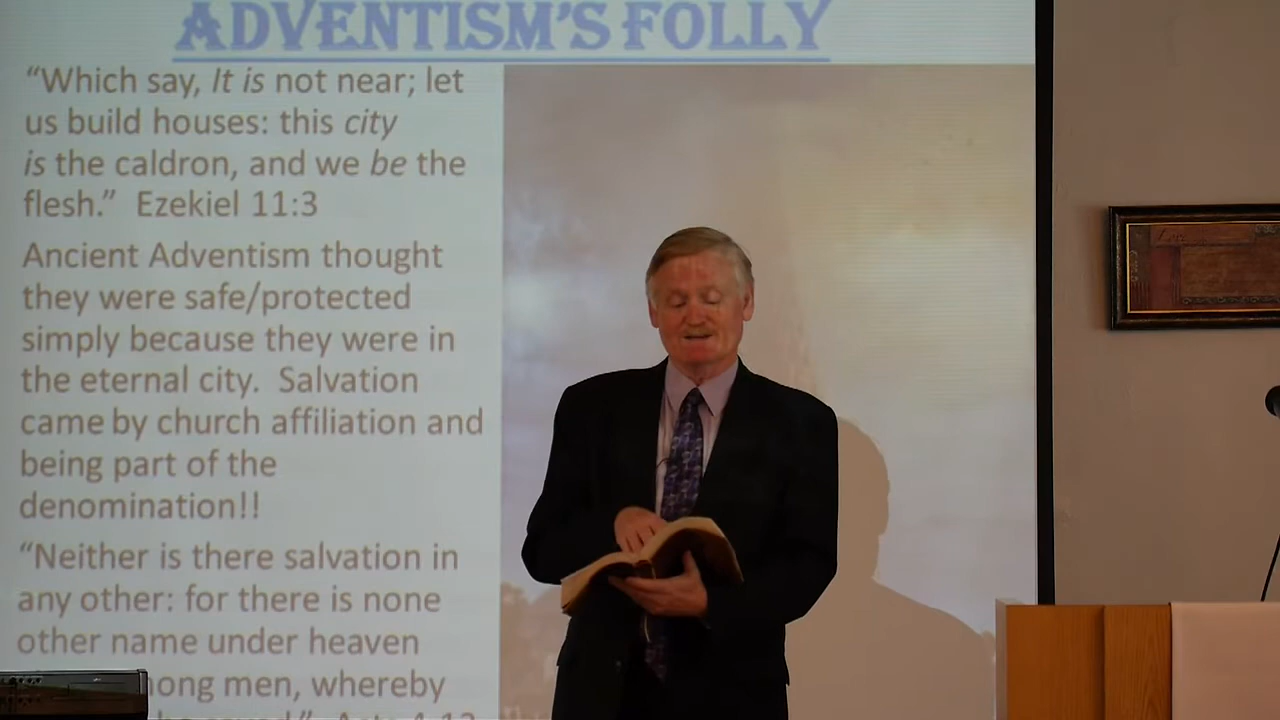 ADVENTISM'S FOLLY
“Which say, It is not near; let
us build houses: this city
is the caldron, and we be the
flesh.” Ezekiel 11:3
Ancient Adventism thought
they were safe/protected
simply because they were in
the eternal city. Salvation
came by church affiliation and
being part of the
denomination!!
“Neither is there salvation in
any other: for there is none
other name under heaven
men, whereby